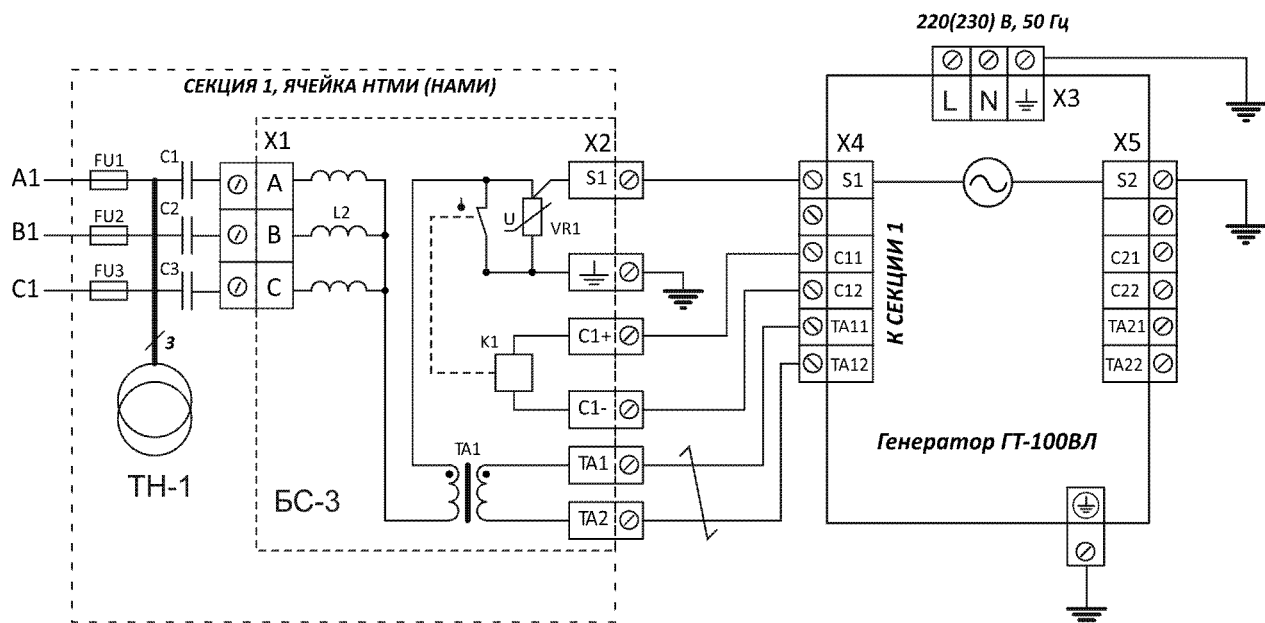 220(230) В, 50 Гц
СЕКЦИЯ 1, ЯЧЕЙКА НТМИ (НАМИ)
L N
X3
X1
X2
X4
X5
A1
FU1
C1
A
S1
S1
S2
B1
FU2
C2
B
L2
U
VR1
C1
FU3
C3
C
C11
C12
TA11
TA12
К СЕКЦИИ 1
C21
C22
TA21
TA22
3
K1
C1+
C1-
TA1
TA1
TA2
ТН-1
БС-3
Генератор ГТ-100ВЛ